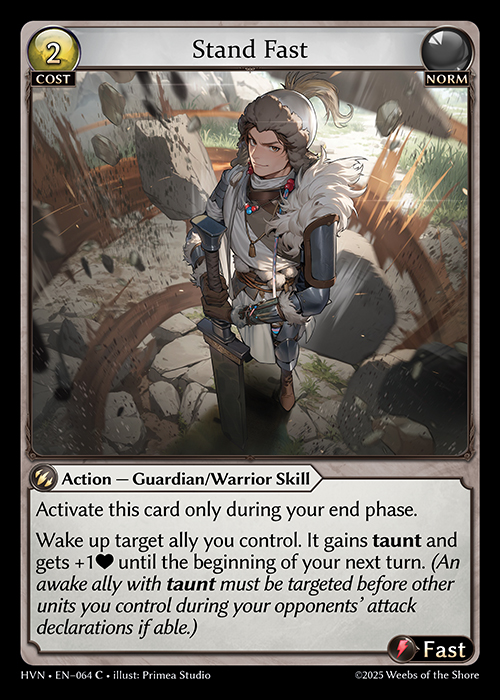 2
Stand Fast
COST
NORM
Action — Guardian/Warrior Skill
Activate this card only during your end phase.
Wake up target ally you control. It gains taunt and
gets +1♥ until the beginning of your next turn. (An
awake ally with taunt must be targeted before other
units you control during your opponents' attack
declarations if able.)
Fast
HVN • EN–064 C • illust: Primea Studio
©2025 Weebs of the Shore